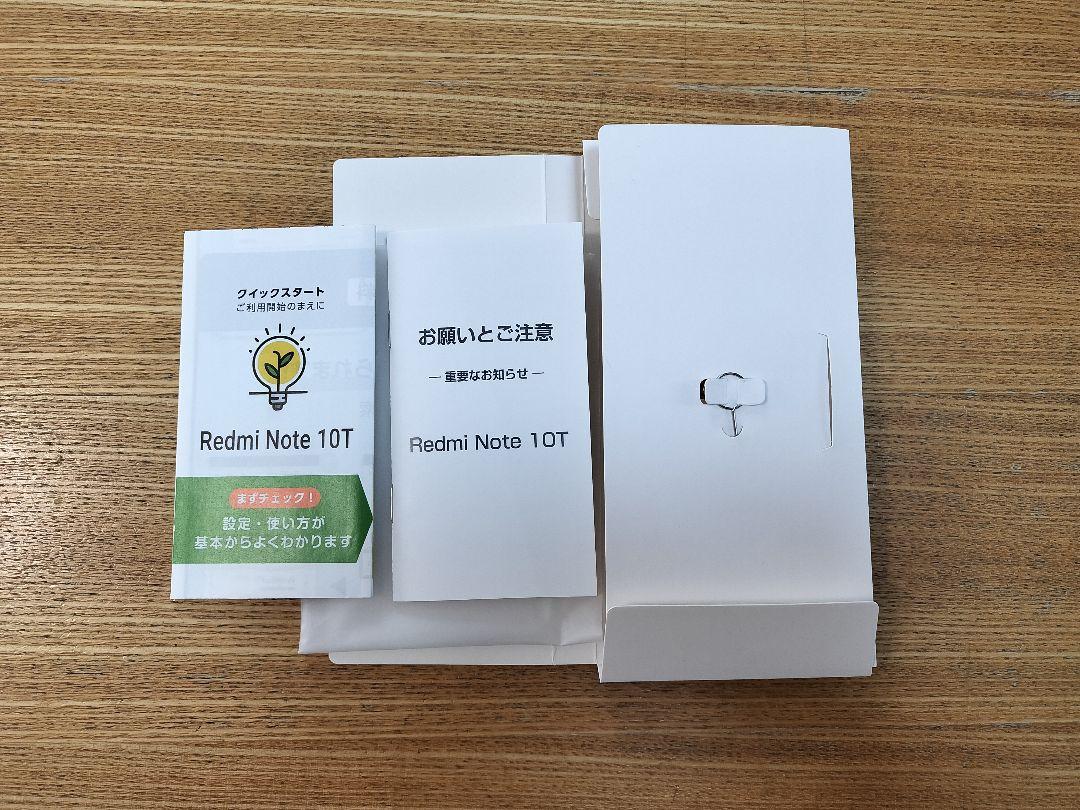 クイックスタート
ご利用開始のまえに
Redmi Note 10T
まずチェック！
設定・使い方が
基本からよくわかります
お願いとご注意
― 重要なお知らせ ―
Redmi Note 10T